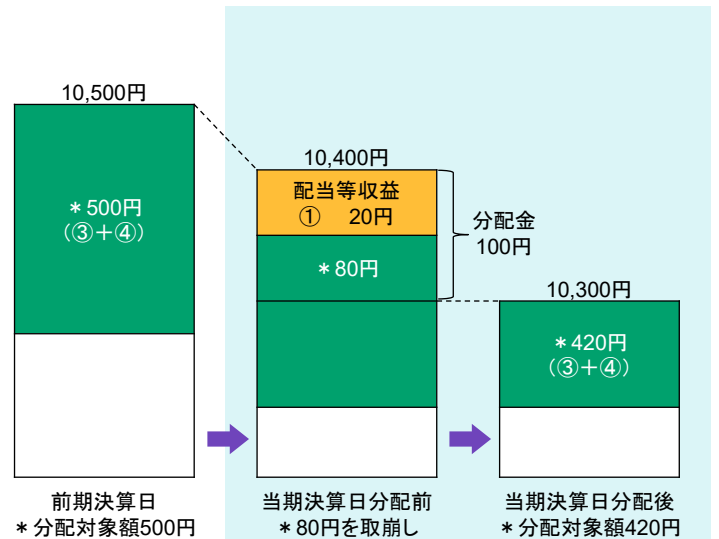 10,500円
＊500円
（③＋④）
前期決算日
＊分配対象額500円
10,400円
配当等収益
① 20円
＊80円
分配金
100円
当期決算日分配前
＊80円を取崩し
10,300円
＊420円
（③＋④）
当期決算日分配後
＊分配対象額420円